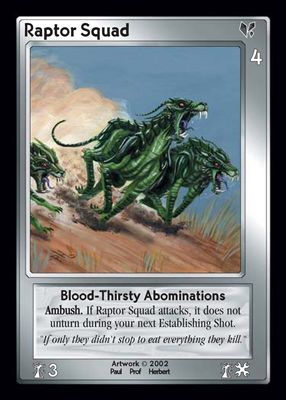 Raptor Squad
4
Blood-Thirsty Abominations
Ambush. If Raptor Squad attacks, it does not
unturn during your next Establishing Shot.
"If only they didn't stop to eat everything they kill."
3
Artwork © 2002
Paul Prof Herbert
4